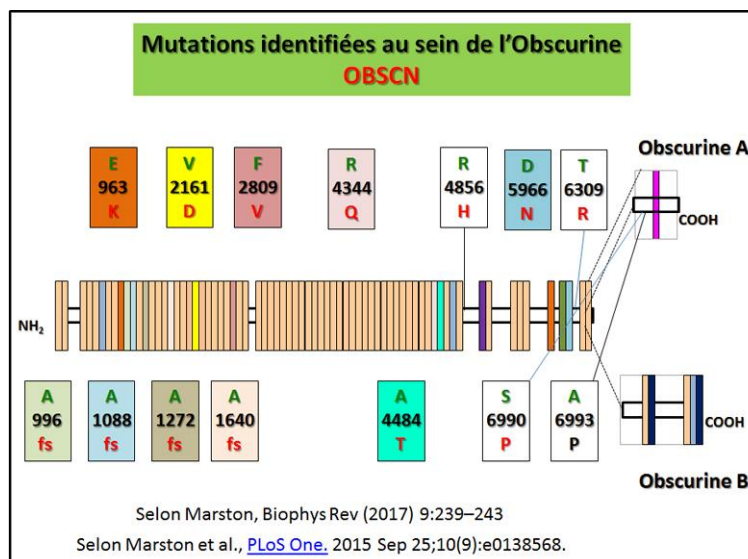 Mutations identifiées au sein de l'Obscurine
OBSCN
E
963
K
V
2161
D
F
2809
V
R
4344
Q
R
4856
H
D
5966
N
T
6309
R
Obscurine A
COOH
NH2
A
996
fs
A
1088
fs
A
1272
fs
A
1640
fs
A
4484
T
S
6990
P
A
6993
P
COOH
Obscurine B
Selon Marston, Biophys Rev (2017) 9:239–243
Selon Marston et al., PLoS One. 2015 Sep 25;10(9):e0138568.